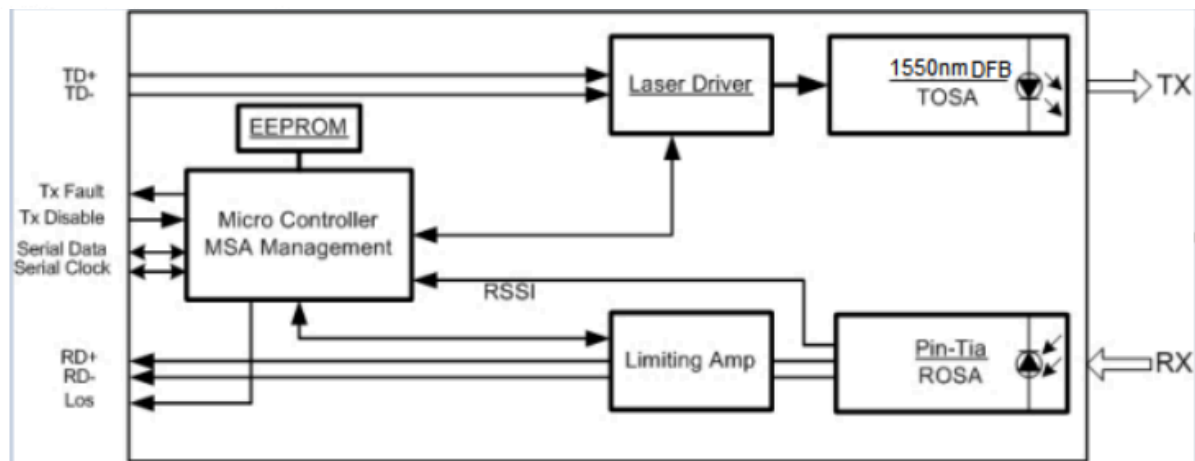 TD+
TD-
Laser Driver
1550nm DFB
TOSA
TX
EEPROM
Tx Fault
Tx Disable
Serial Data
Serial Clock
Micro Controller
MSA Management
RSSI
RD+
RD-
Los
Limiting Amp
Pin-Tia
ROSA
RX